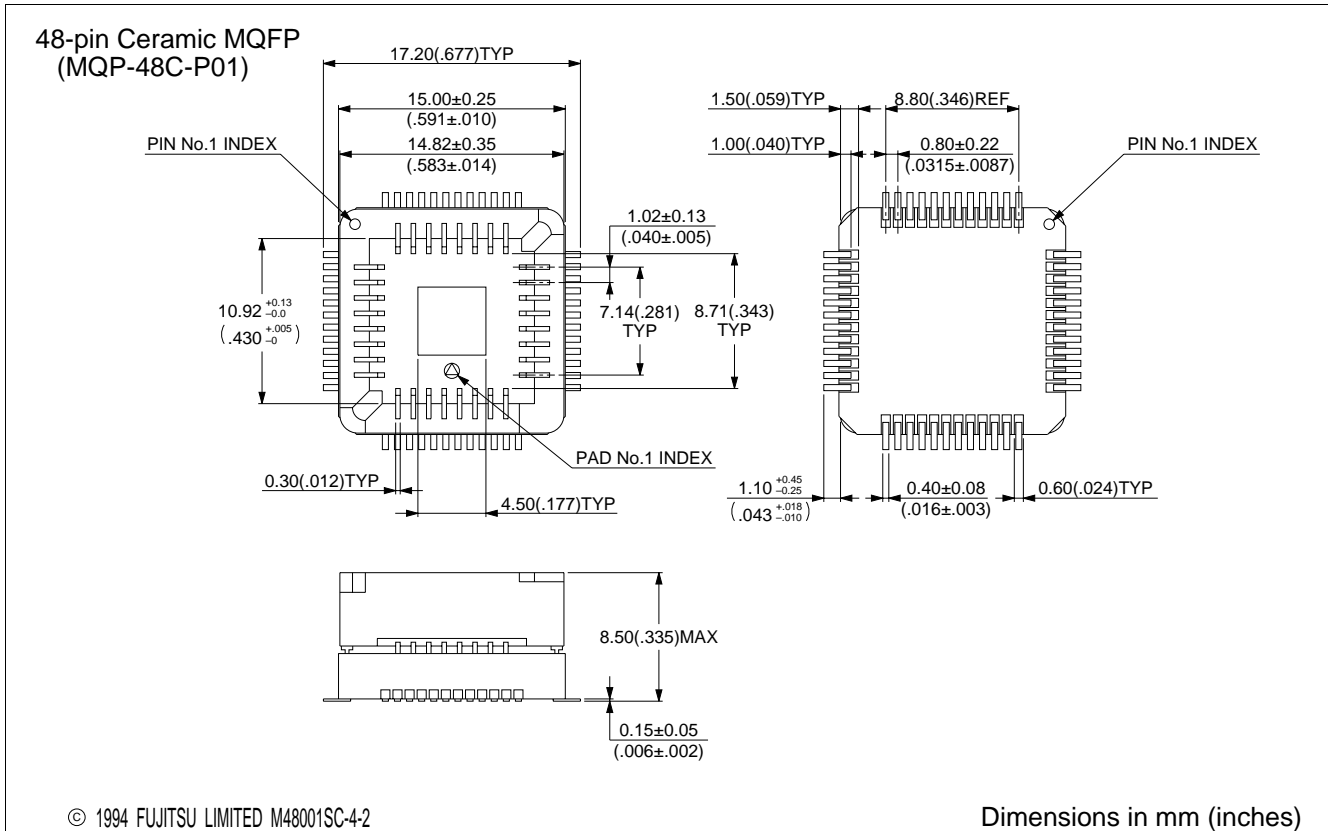 48-pin Ceramic MQFP
(MQP-48C-P01)
17.20(.677)TYP
15.00±0.25
(.591±.010)
14.82±0.35
(.583±.014)
PIN No.1 INDEX
1.02±0.13
(.040±.005)
10.92 +0.13 –0.0
(.430 +.005 –0)
7.14(.281)
TYP
8.71(.343)
TYP
PAD No.1 INDEX
0.30(.012)TYP
4.50(.177)TYP
1.50(.059)TYP
8.80(.346)REF
1.00(.040)TYP
0.80±0.22
(.0315±.0087)
PIN No.1 INDEX
1.10 +0.45 –0.25
(.043 +.018 –.010)
0.40±0.08
(.016±.003)
0.60(.024)TYP
8.50(.335)MAX
0.15±0.05
(.006±.002)
© 1994 FUJITSU LIMITED M48001SC-4-2
Dimensions in mm (inches)